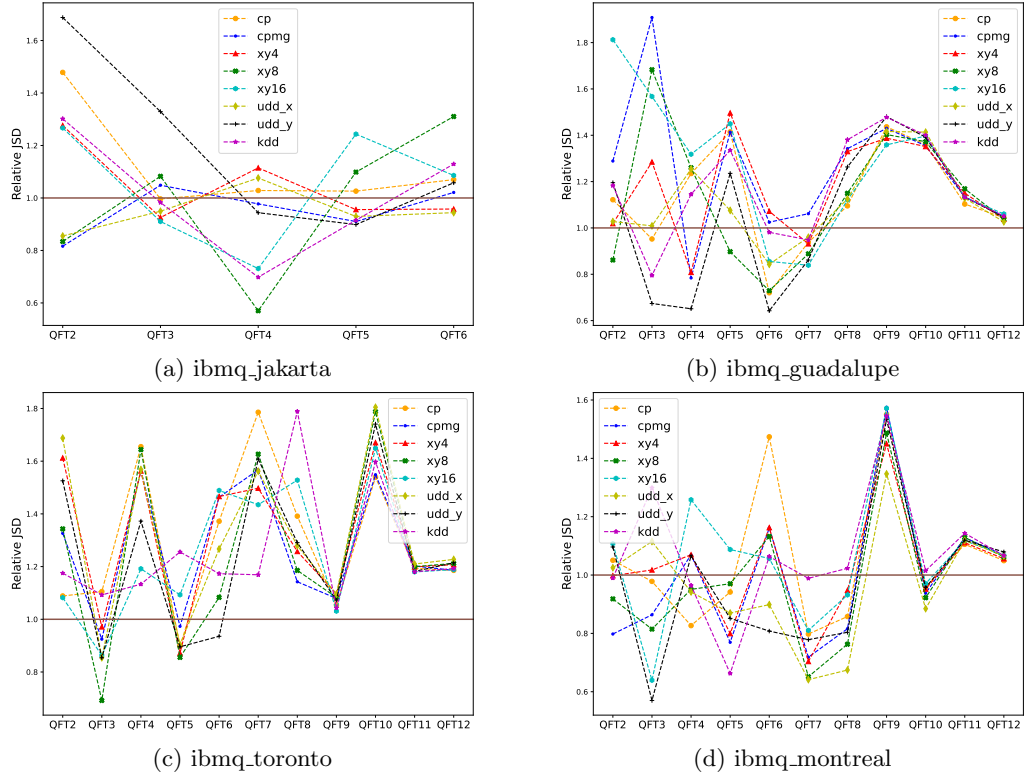 cp
cpmg
xy4
xy8
xy16
udd_x
udd_y
kdd
Relative JSD
1.6
1.4
1.2
1.0
0.8
0.6
QFT2 QFT3 QFT4 QFT5 QFT6
(a) ibmq_jakarta
cp
cpmg
xy4
xy8
xy16
udd_x
udd_y
kdd
Relative JSD
1.8
1.6
1.4
1.2
1.0
0.8
0.6
QFT2 QFT3 QFT4 QFT5 QFT6 QFT7 QFT8 QFT9 QFT10 QFT11 QFT12
(b) ibmq_guadalupe
cp
cpmg
xy4
xy8
xy16
udd_x
udd_y
kdd
Relative JSD
1.8
1.6
1.4
1.2
1.0
0.8
QFT2 QFT3 QFT4 QFT5 QFT6 QFT7 QFT8 QFT9 QFT10 QFT11 QFT12
(c) ibmq_toronto
cp
cpmg
xy4
xy8
xy16
udd_x
udd_y
kdd
Relative JSD
1.6
1.4
1.2
1.0
0.8
0.6
QFT2 QFT3 QFT4 QFT5 QFT6 QFT7 QFT8 QFT9 QFT10 QFT11 QFT12
(d) ibmq_montreal